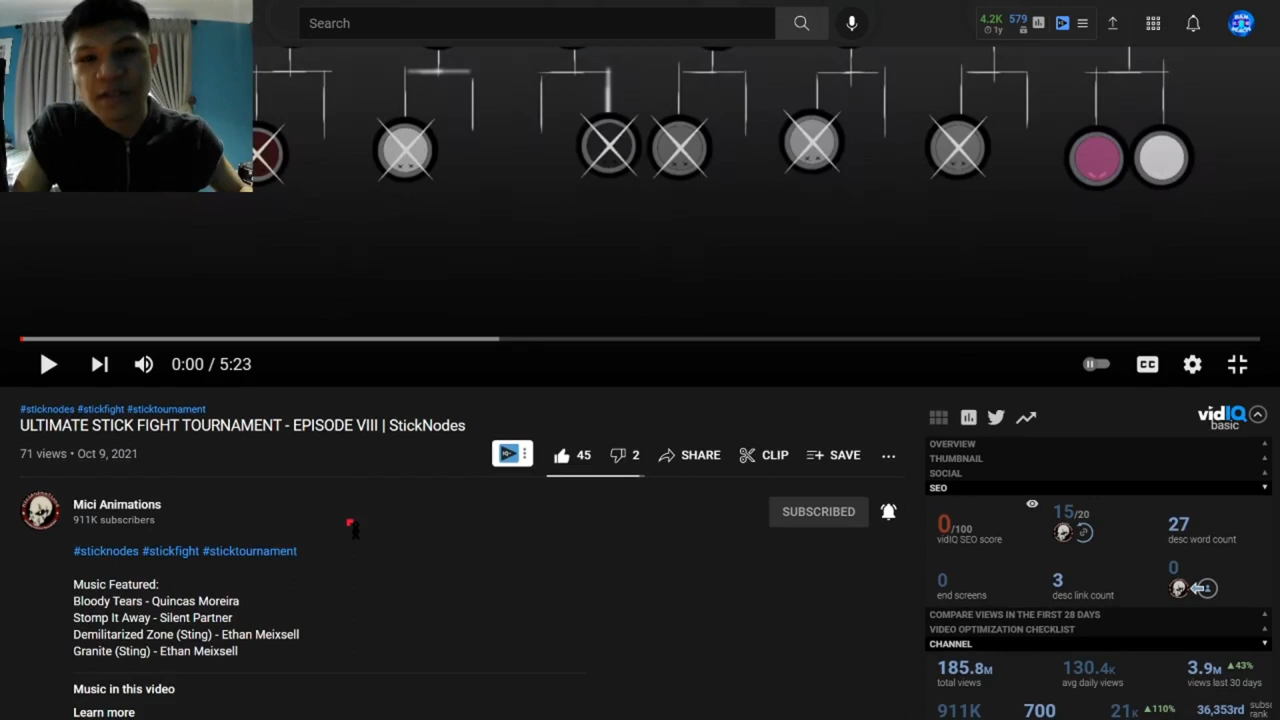 Search
4.2K 579
1y
0:00 / 5:23
CC
#sticknodes #stickfight #sticktournament
ULTIMATE STICK FIGHT TOURNAMENT - EPISODE VIII | StickNodes
71 views • Oct 9, 2021
45
2
SHARE
CLIP
SAVE
Mici Animations
911K subscribers
SUBSCRIBED
#sticknodes #stickfight #sticktournament
Music Featured:
Bloody Tears - Quincas Moreira
Stomp It Away - Silent Partner
Demilitarized Zone (Sting) - Ethan Meixsell
Granite (Sting) - Ethan Meixsell
Music in this video
Learn more
vidIQ
basic
OVERVIEW
THUMBNAIL
SOCIAL
SEO
0/100
vidIQ SEO score
15/20
27
desc word count
0
end screens
3
desc link count
0
COMPARE VIEWS IN THE FIRST 28 DAYS
VIDEO OPTIMIZATION CHECKLIST
CHANNEL
185.8M
total views
130.4K
avg daily views
3.9M ▲43%
views last 30 days
911K
700
21K ▲110%
36,353rd
subsc
rank